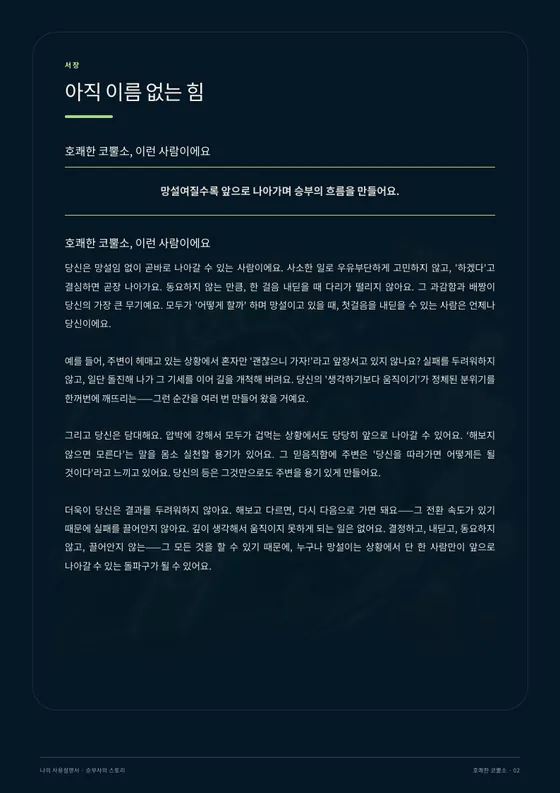 서장
아직 이름 없는 힘
호쾌한 코뿔소, 이런 사람이에요
망설여질수록 앞으로 나아가며 승부의 흐름을 만들어요.
호쾌한 코뿔소, 이런 사람이에요
당신은 망설임 없이 곧바로 나아갈 수 있는 사람이에요. 사소한 일로 우유부단하게 고민하지 않고, '하겠다'고
결심하면 곧장 나아가요. 동요하지 않는 만큼, 한 걸음 내딛을 때 다리가 떨리지 않아요. 그 과감함과 배짱이
당신의 가장 큰 무기예요. 모두가 '어떻게 할까' 하며 망설이고 있을 때, 첫걸음을 내딛을 수 있는 사람은 언제나
당신이에요.
예를 들어, 주변이 헤매고 있는 상황에서 혼자만 '괜찮으니 가자!'라고 앞장서고 있지 않나요? 실패를 두려워하지
않고, 일단 돌진해 나가 그 기세를 이어 길을 개척해 버려요. 당신의 '생각하기보다 움직이기'가 정체된 분위기를
한꺼번에 깨뜨리는——그런 순간을 여러 번 만들어 왔을 거예요.
그리고 당신은 담대해요. 압박에 강해서 모두가 겁먹는 상황에서도 당당히 앞으로 나아갈 수 있어요. '해보지
않으면 모른다'는 말을 몸소 실천할 용기가 있어요. 그 믿음직함에 주변은 '당신을 따라가면 어떻게든 될
것이다'라고 느끼고 있어요. 당신의 등은 그것만으로도 주변을 용기 있게 만들어요.
더욱이 당신은 결과를 두려워하지 않아요. 해보고 다르면, 다시 다음으로 가면 돼요——그 전환 속도가 있기
때문에 실패를 끌어안지 않아요. 깊이 생각해서 움직이지 못하게 되는 일은 없어요. 결정하고, 내딛고, 동요하지
않고, 끌어안지 않는——그 모든 것을 할 수 있기 때문에, 누구나 망설이는 상황에서 단 한 사람만이 앞으로
나아갈 수 있는 돌파구가 될 수 있어요.
나의 사용설명서 · 승부사의 스토리
호쾌한 코뿔소 · 02